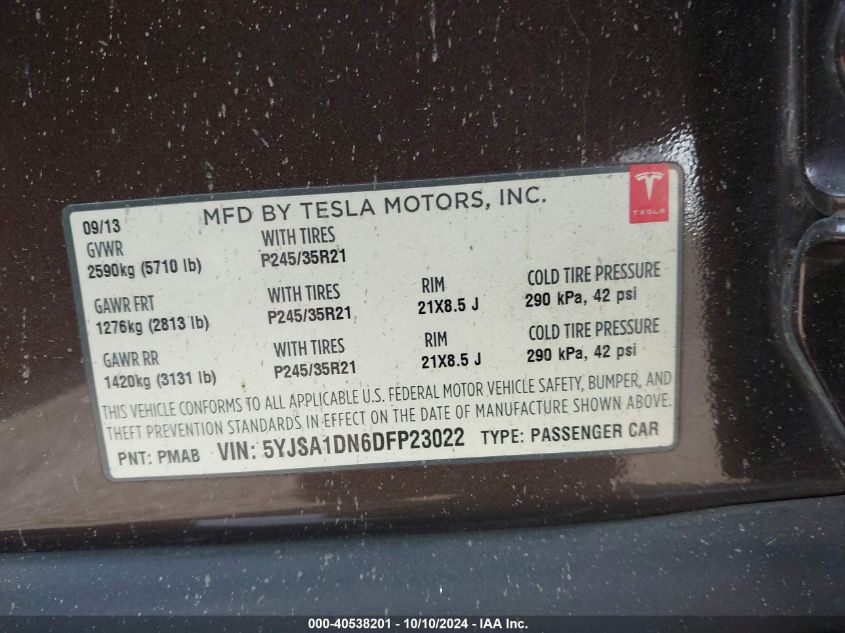 MFD BY TESLA MOTORS, INC.
TESLA
09/13
GVWR WITH TIRES
2590kg (5710 lb) P245/35R21
GAWR FRT WITH TIRES RIM COLD TIRE PRESSURE
1276kg (2813 lb) P245/35R21 21X8.5 J 290 kPa, 42 psi
GAWR RR WITH TIRES RIM COLD TIRE PRESSURE
1420kg (3131 lb) P245/35R21 21X8.5 J 290 kPa, 42 psi
THIS VEHICLE CONFORMS TO ALL APPLICABLE U.S. FEDERAL MOTOR VEHICLE SAFETY, BUMPER, AND
THEFT PREVENTION STANDARDS IN EFFECT ON THE DATE OF MANUFACTURE SHOWN ABOVE.
PNT: PMAB VIN: 5YJSA1DN6DFP23022 TYPE: PASSENGER CAR
000-40538201 - 10/10/2024 - IAA Inc.